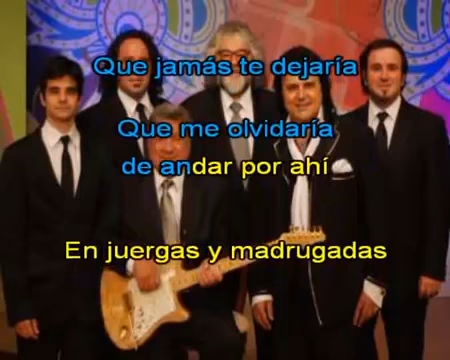 Que jamás te dejaría
Que me olvidaría
de andar por ahí
En juergas y madrugadas